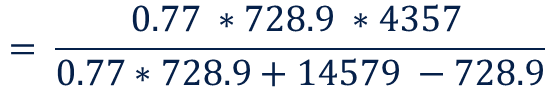 = 0.77 * 728.9 * 4357
0.77 * 728.9 + 14579 − 728.9